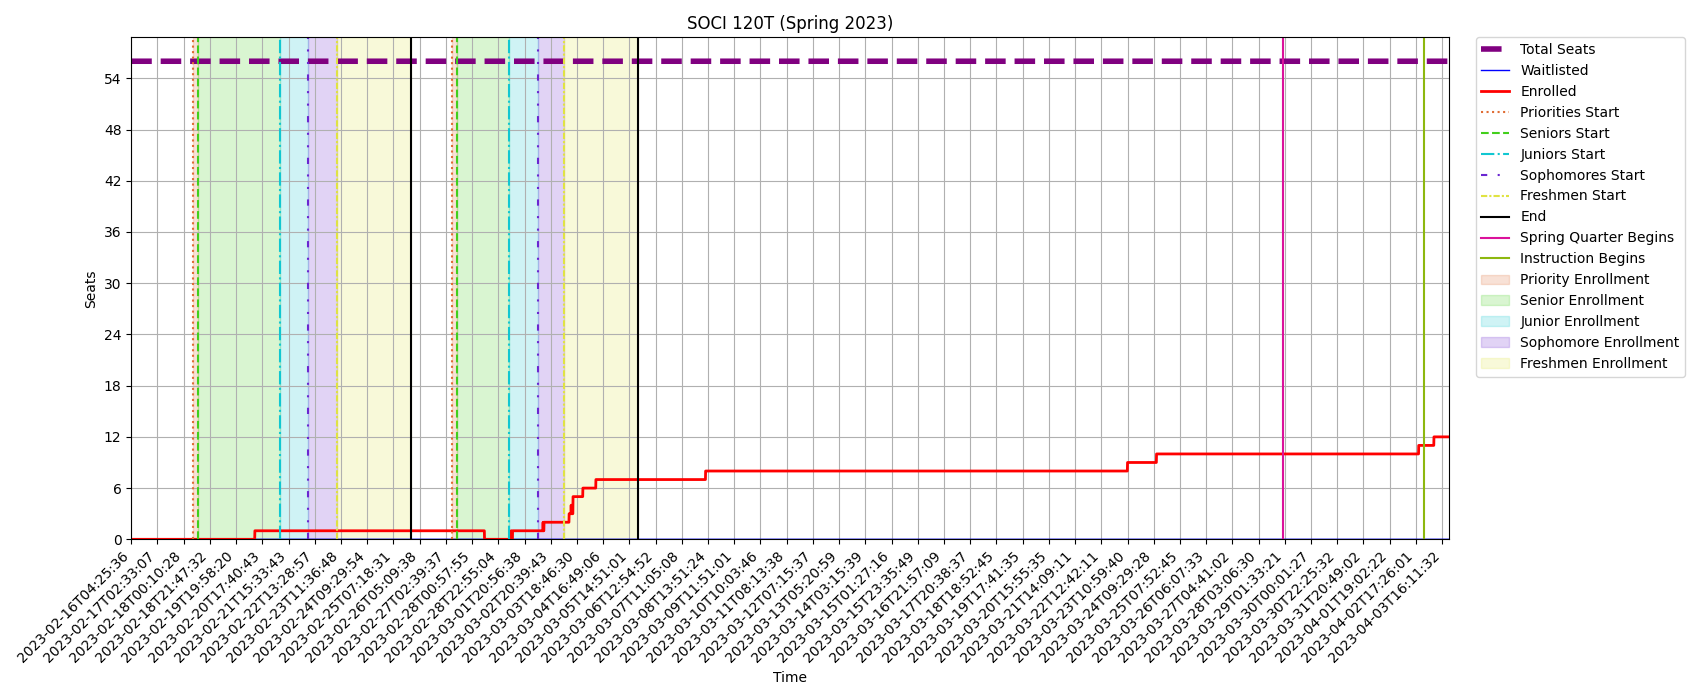 SOCI 120T (Spring 2023)
Seats
54
48
42
36
30
24
18
12
6
0
2023-02-16T04:25:36
2023-02-17T02:33:07
2023-02-18T00:10:28
2023-02-18T21:47:32
2023-02-19T19:58:20
2023-02-20T17:40:43
2023-02-21T15:33:43
2023-02-22T13:28:57
2023-02-23T11:36:48
2023-02-24T09:29:54
2023-02-25T07:18:31
2023-02-26T05:09:38
2023-02-27T02:39:37
2023-02-28T00:57:55
2023-02-28T22:55:04
2023-03-01T20:56:38
2023-03-02T20:39:43
2023-03-03T18:46:30
2023-03-04T16:49:06
2023-03-05T14:51:01
2023-03-06T12:54:52
2023-03-07T11:05:08
2023-03-08T13:51:24
2023-03-09T11:51:01
2023-03-10T10:03:46
2023-03-11T08:13:38
2023-03-12T07:15:37
2023-03-13T05:20:59
2023-03-14T03:15:39
2023-03-15T01:27:16
2023-03-15T23:35:49
2023-03-16T21:57:09
2023-03-17T20:38:37
2023-03-18T18:52:45
2023-03-19T17:41:35
2023-03-20T15:55:35
2023-03-21T14:09:11
2023-03-22T12:42:11
2023-03-23T10:59:40
2023-03-24T09:29:28
2023-03-25T07:52:45
2023-03-26T06:07:33
2023-03-27T04:41:02
2023-03-28T03:06:30
2023-03-29T01:33:21
2023-03-30T00:01:27
2023-03-30T22:25:32
2023-03-31T20:49:02
2023-04-01T19:02:22
2023-04-02T17:26:01
2023-04-03T16:11:32
Time
Total Seats
Waitlisted
Enrolled
Priorities Start
Seniors Start
Juniors Start
Sophomores Start
Freshmen Start
End
Spring Quarter Begins
Instruction Begins
Priority Enrollment
Senior Enrollment
Junior Enrollment
Sophomore Enrollment
Freshmen Enrollment